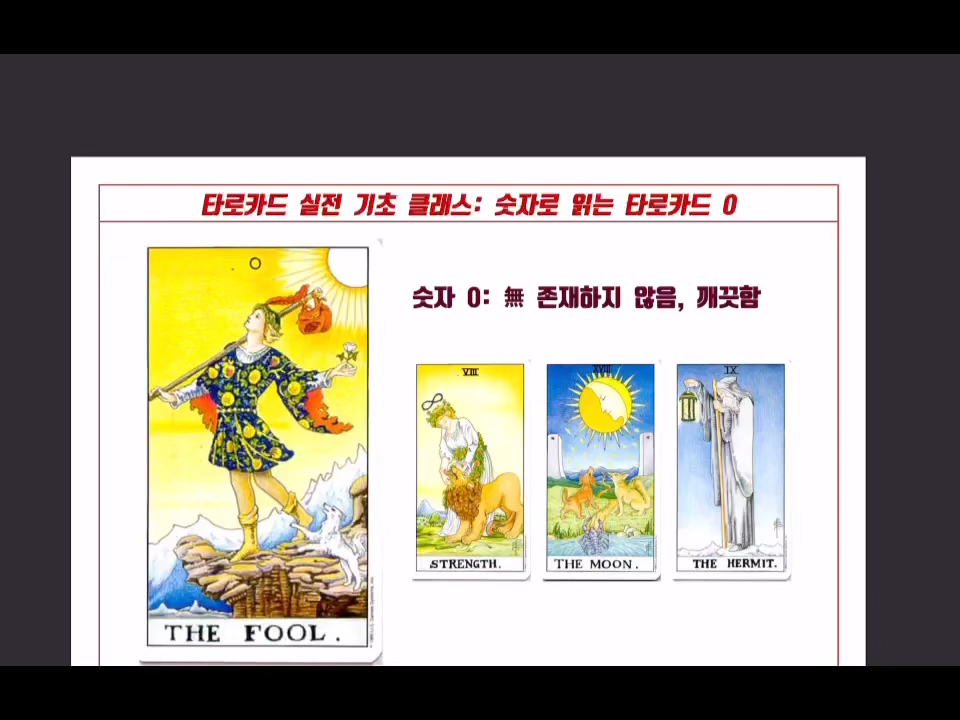 타로카드 실전 기초 클래스: 숫자로 읽는 타로카드 0
0
숫자 0: 無 존재하지 않음, 깨끗함
VIII
XVIII
IX
STRENGTH.
THE MOON.
THE HERMIT.
THE FOOL.